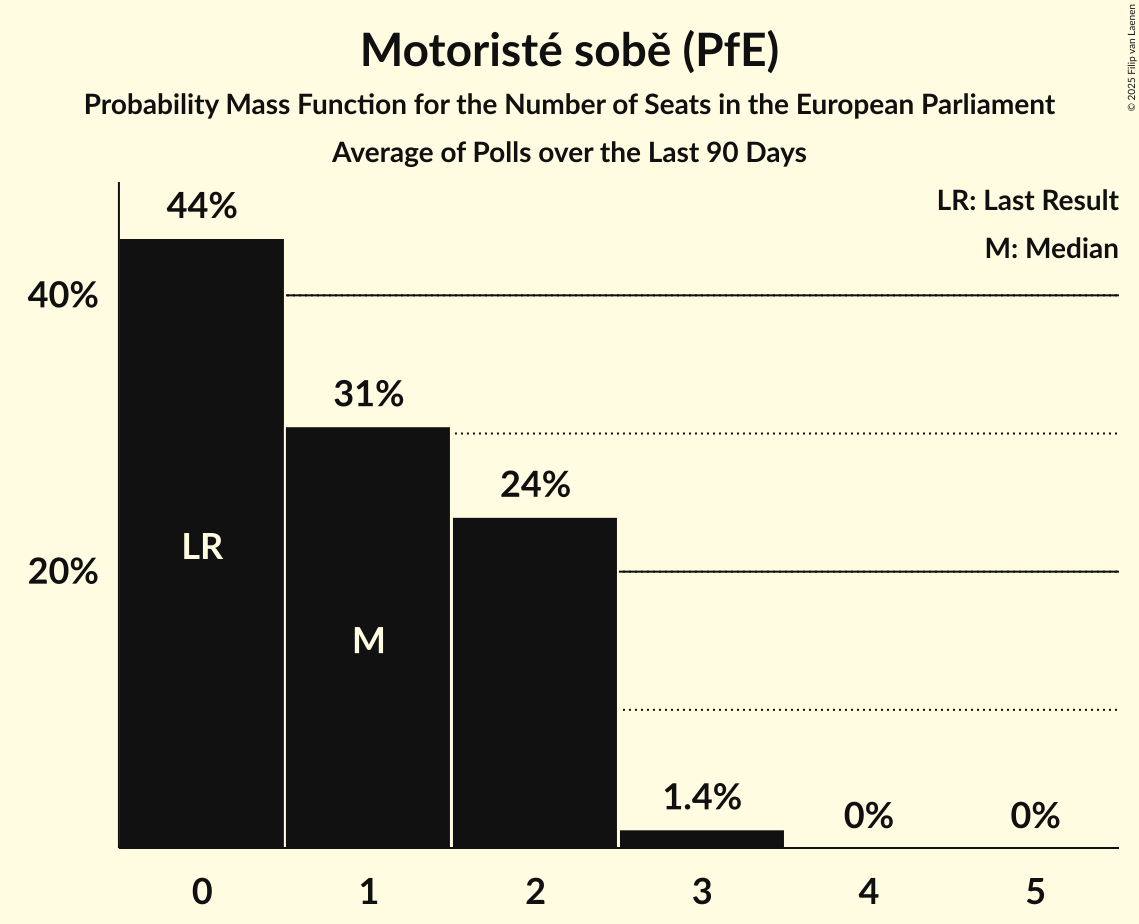 Motoristé sobě (PfE)
Probability Mass Function for the Number of Seats in the European Parliament
Average of Polls over the Last 90 Days
© 2025 Filip van Laenen
LR: Last Result
M: Median
44%
40%
31%
24%
LR
20%
M
1.4%
0%
0%
0
1
2
3
4
5